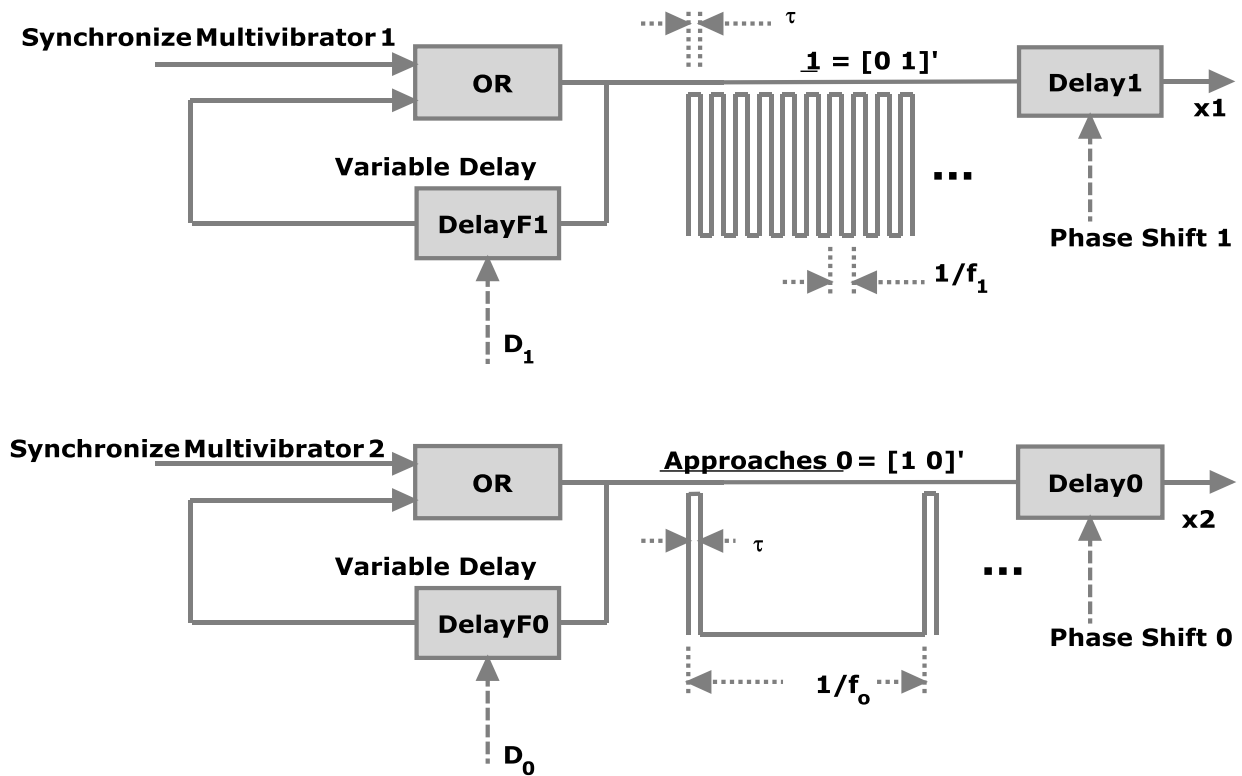 τ
Synchronize Multivibrator 1
OR
1 = [0 1]'
Delay1
x1
Variable Delay
...
DelayF1
Phase Shift 1
1/f1
D1
Synchronize Multivibrator 2
OR
Approaches 0 = [1 0]'
Delay0
x2
τ
Variable Delay
...
DelayF0
Phase Shift 0
1/fo
D0